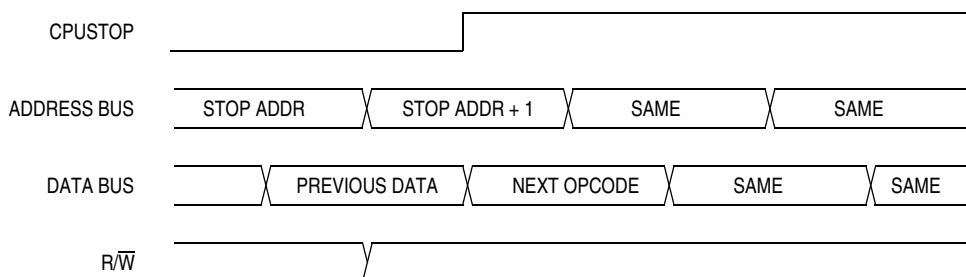 CPUSTOP
ADDRESS BUS STOP ADDR STOP ADDR + 1 SAME SAME
DATA BUS PREVIOUS DATA NEXT OPCODE SAME SAME
R/W̅